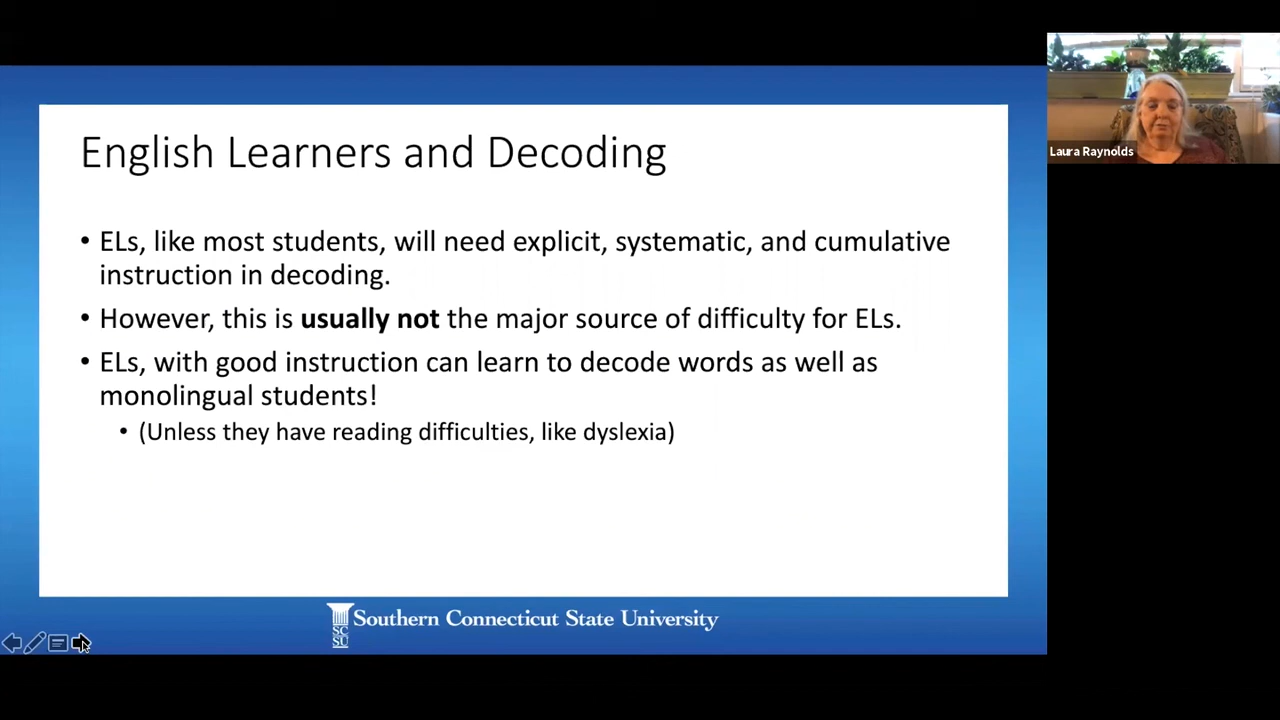 English Learners and Decoding
• ELs, like most students, will need explicit, systematic, and cumulative
instruction in decoding.
• However, this is usually not the major source of difficulty for ELs.
• ELs, with good instruction can learn to decode words as well as
monolingual students!
• (Unless they have reading difficulties, like dyslexia)
SC
SU
Southern Connecticut State University
Laura Raynolds